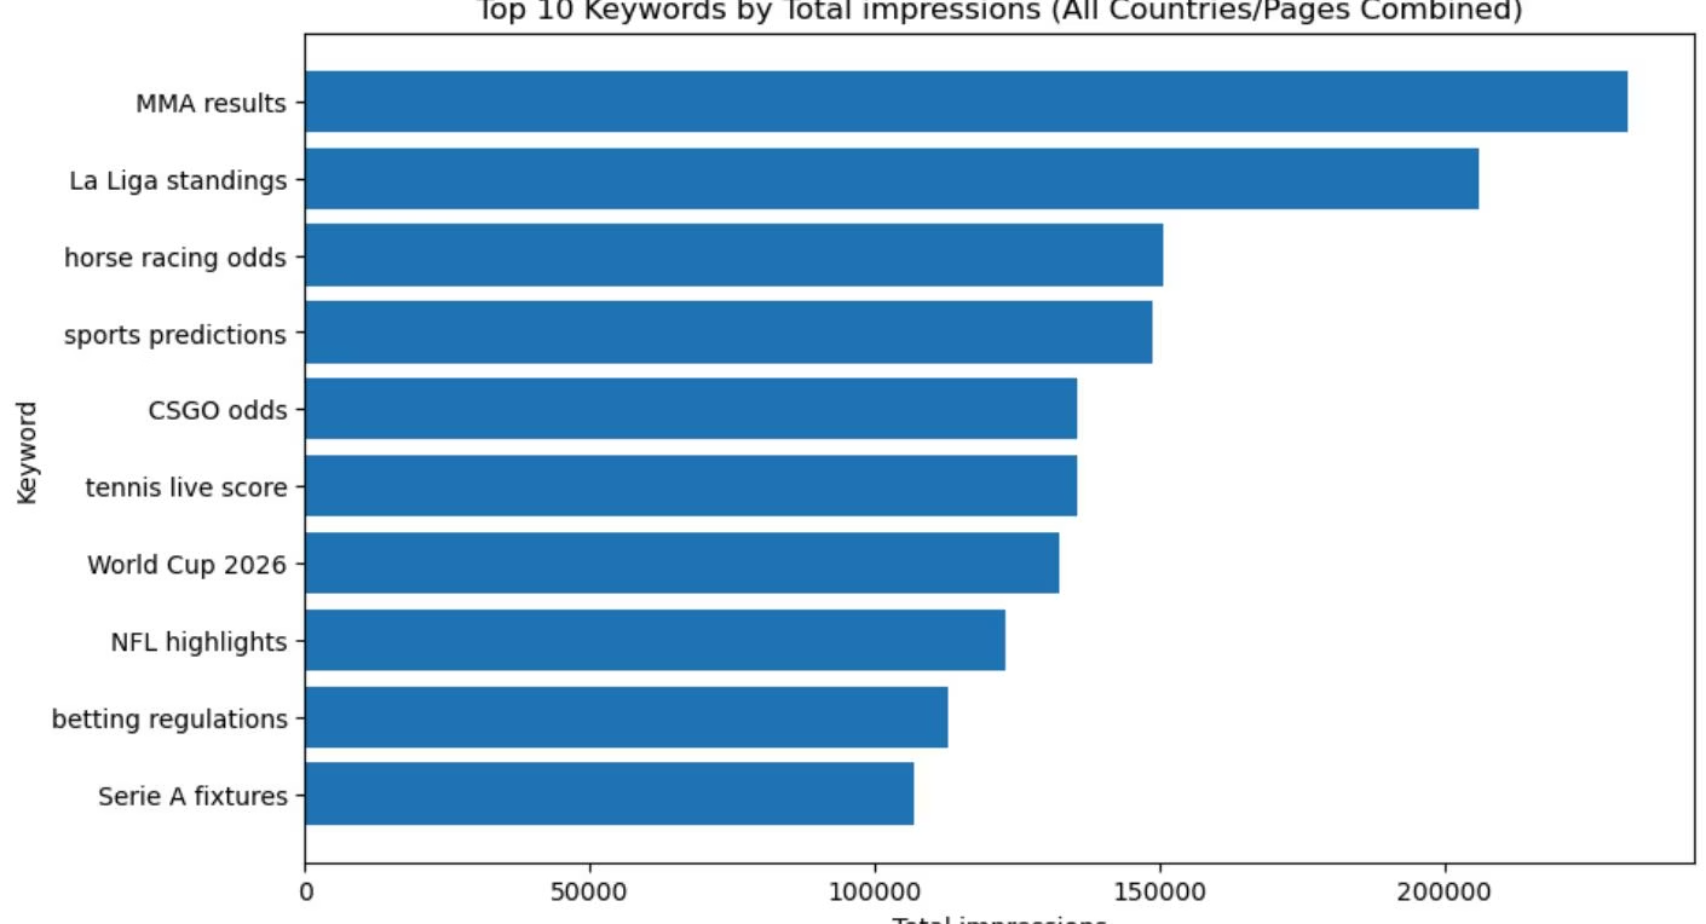 Top 10 Keywords by Total impressions (All Countries/Pages Combined)
MMA results
La Liga standings
horse racing odds
sports predictions
CSGO odds
tennis live score
World Cup 2026
NFL highlights
betting regulations
Serie A fixtures
Keyword
0 50000 100000 150000 200000
Total impressions